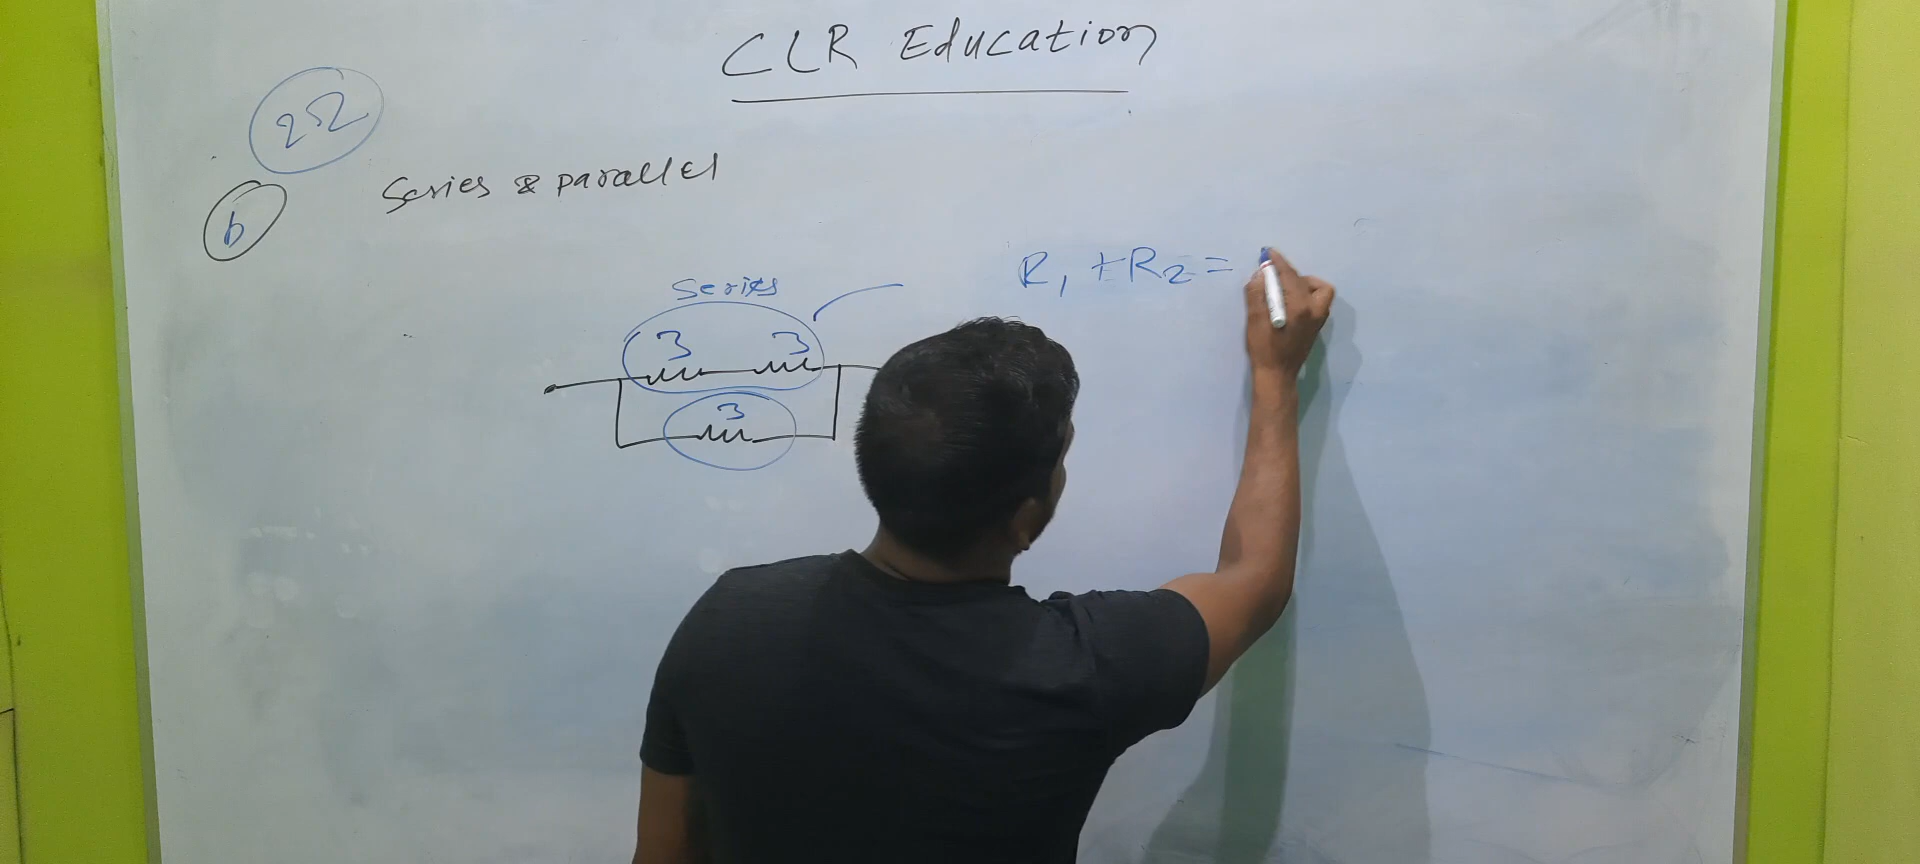 CLR Education
2Ω
b
Series & parallel
Series
R1 + R2 =
3 3
3